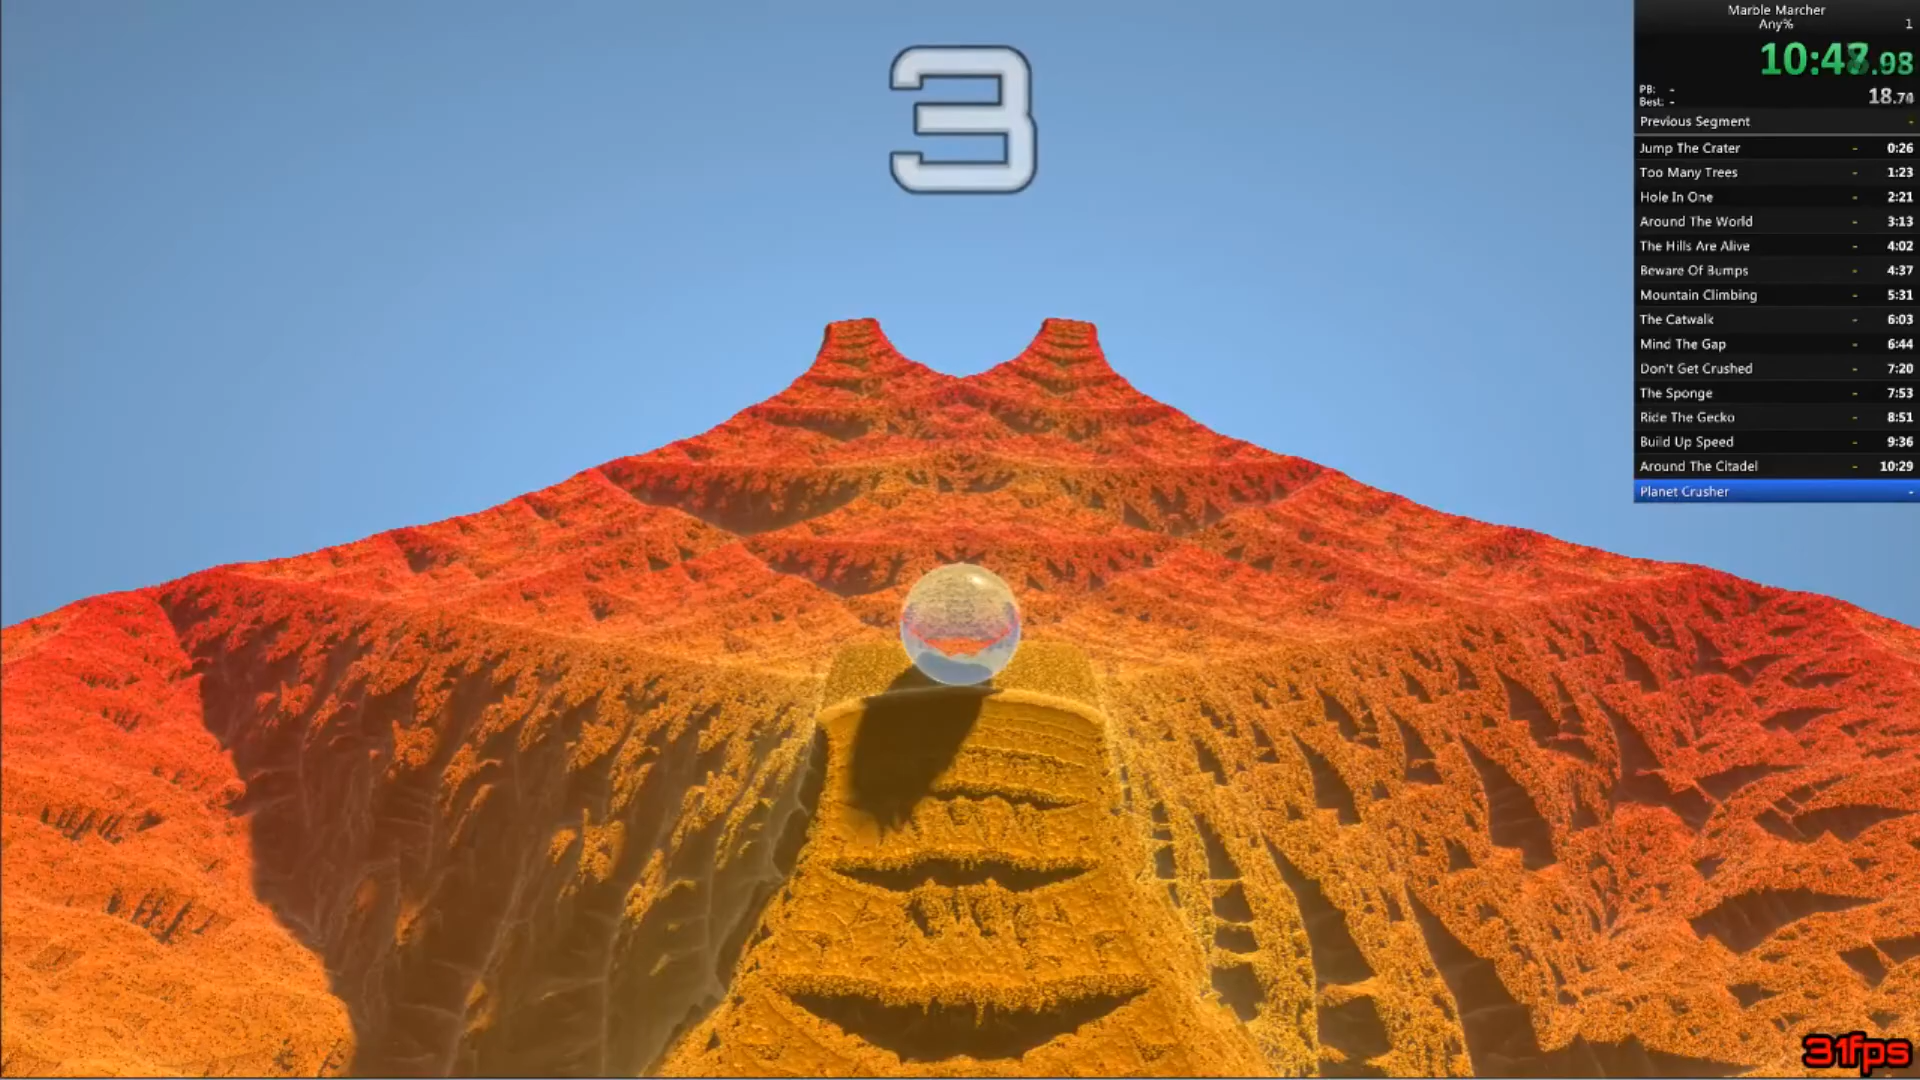 3
Marble Marcher
Any%
1
PB: -
Best: -
18.70
Previous Segment -
Jump The Crater - 0:26
Too Many Trees - 1:23
Hole In One - 2:21
Around The World - 3:13
The Hills Are Alive - 4:02
Beware Of Bumps - 4:37
Mountain Climbing - 5:31
The Catwalk - 6:03
Mind The Gap - 6:44
Don't Get Crushed - 7:20
The Sponge - 7:53
Ride The Gecko - 8:51
Build Up Speed - 9:36
Around The Citadel - 10:29
Planet Crusher -
31fps